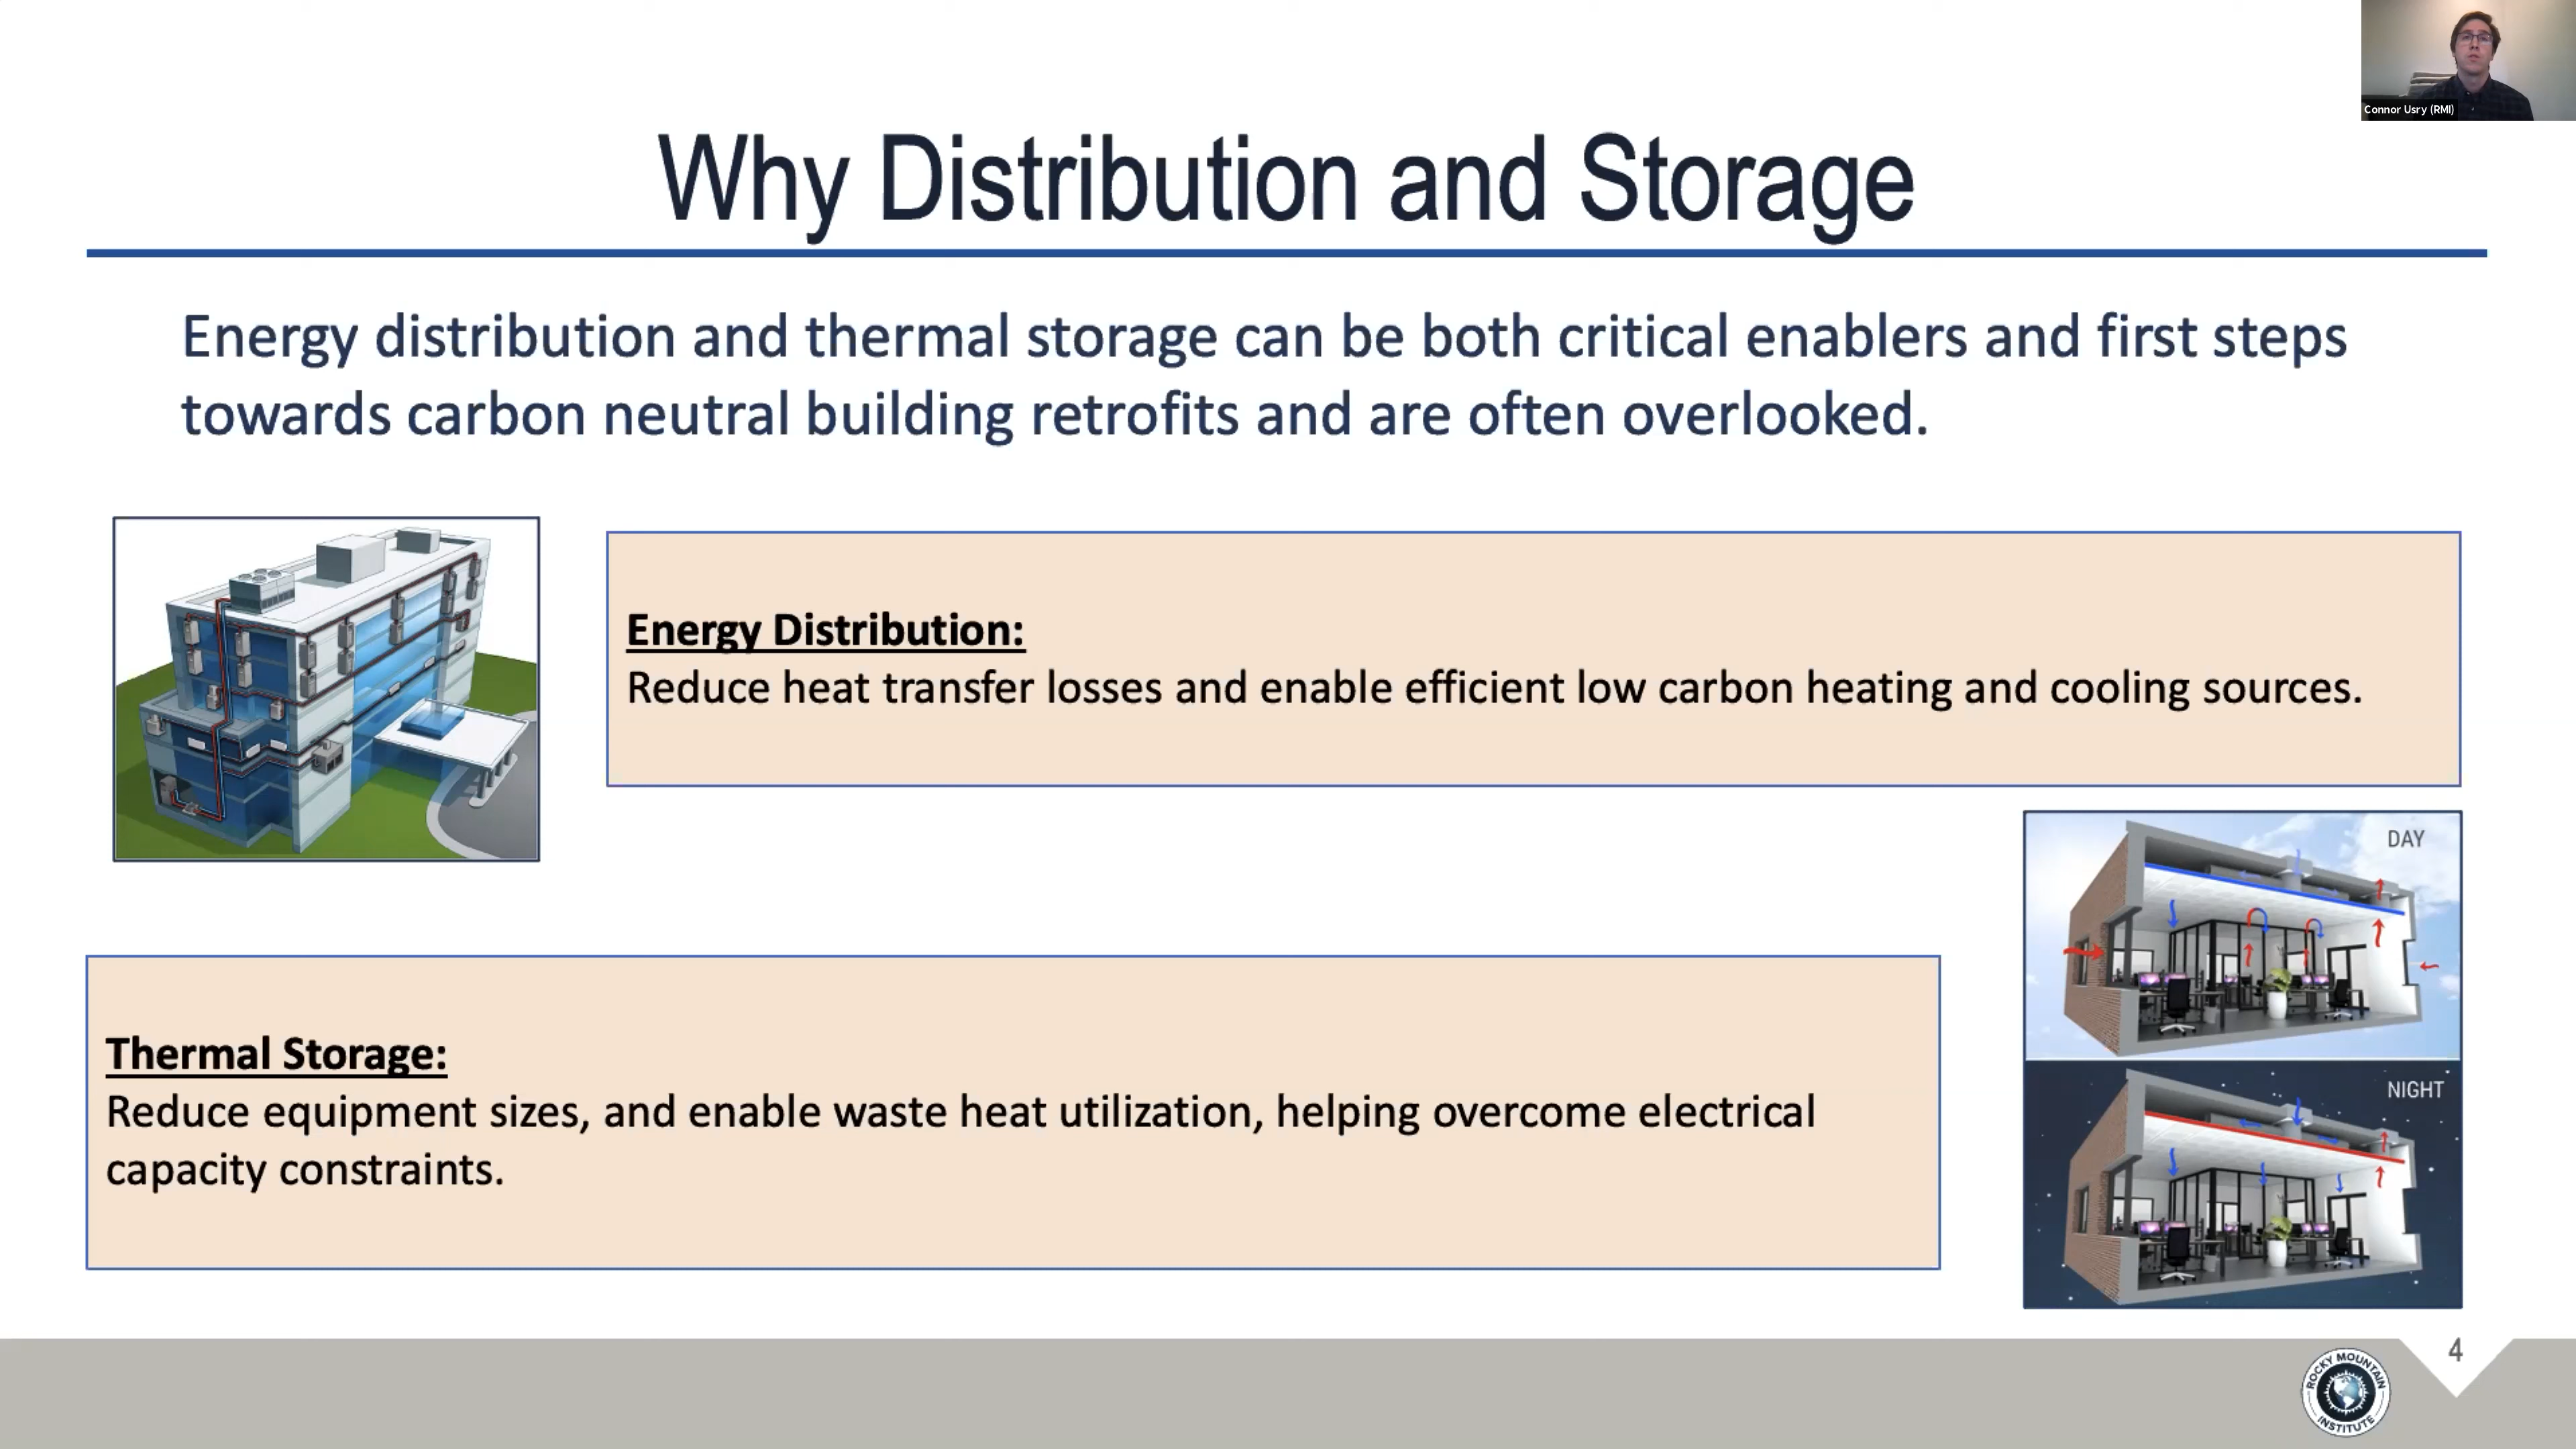 Connor Usry (RMI)
Why Distribution and Storage
Energy distribution and thermal storage can be both critical enablers and first steps
towards carbon neutral building retrofits and are often overlooked.
Energy Distribution:
Reduce heat transfer losses and enable efficient low carbon heating and cooling sources.
DAY
Thermal Storage:
Reduce equipment sizes, and enable waste heat utilization, helping overcome electrical
capacity constraints.
NIGHT
4
ROCKY MOUNTAIN
INSTITUTE